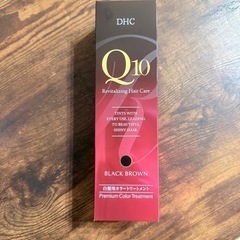 DHC
Q10
Revitalizing Hair Care
TINTS WITH
EVERY USE, LEADING
TO BEAUTIFUL,
SHINY HAIR.
BLACK BROWN
白髪用カラートリートメント
Premium Color Treatment